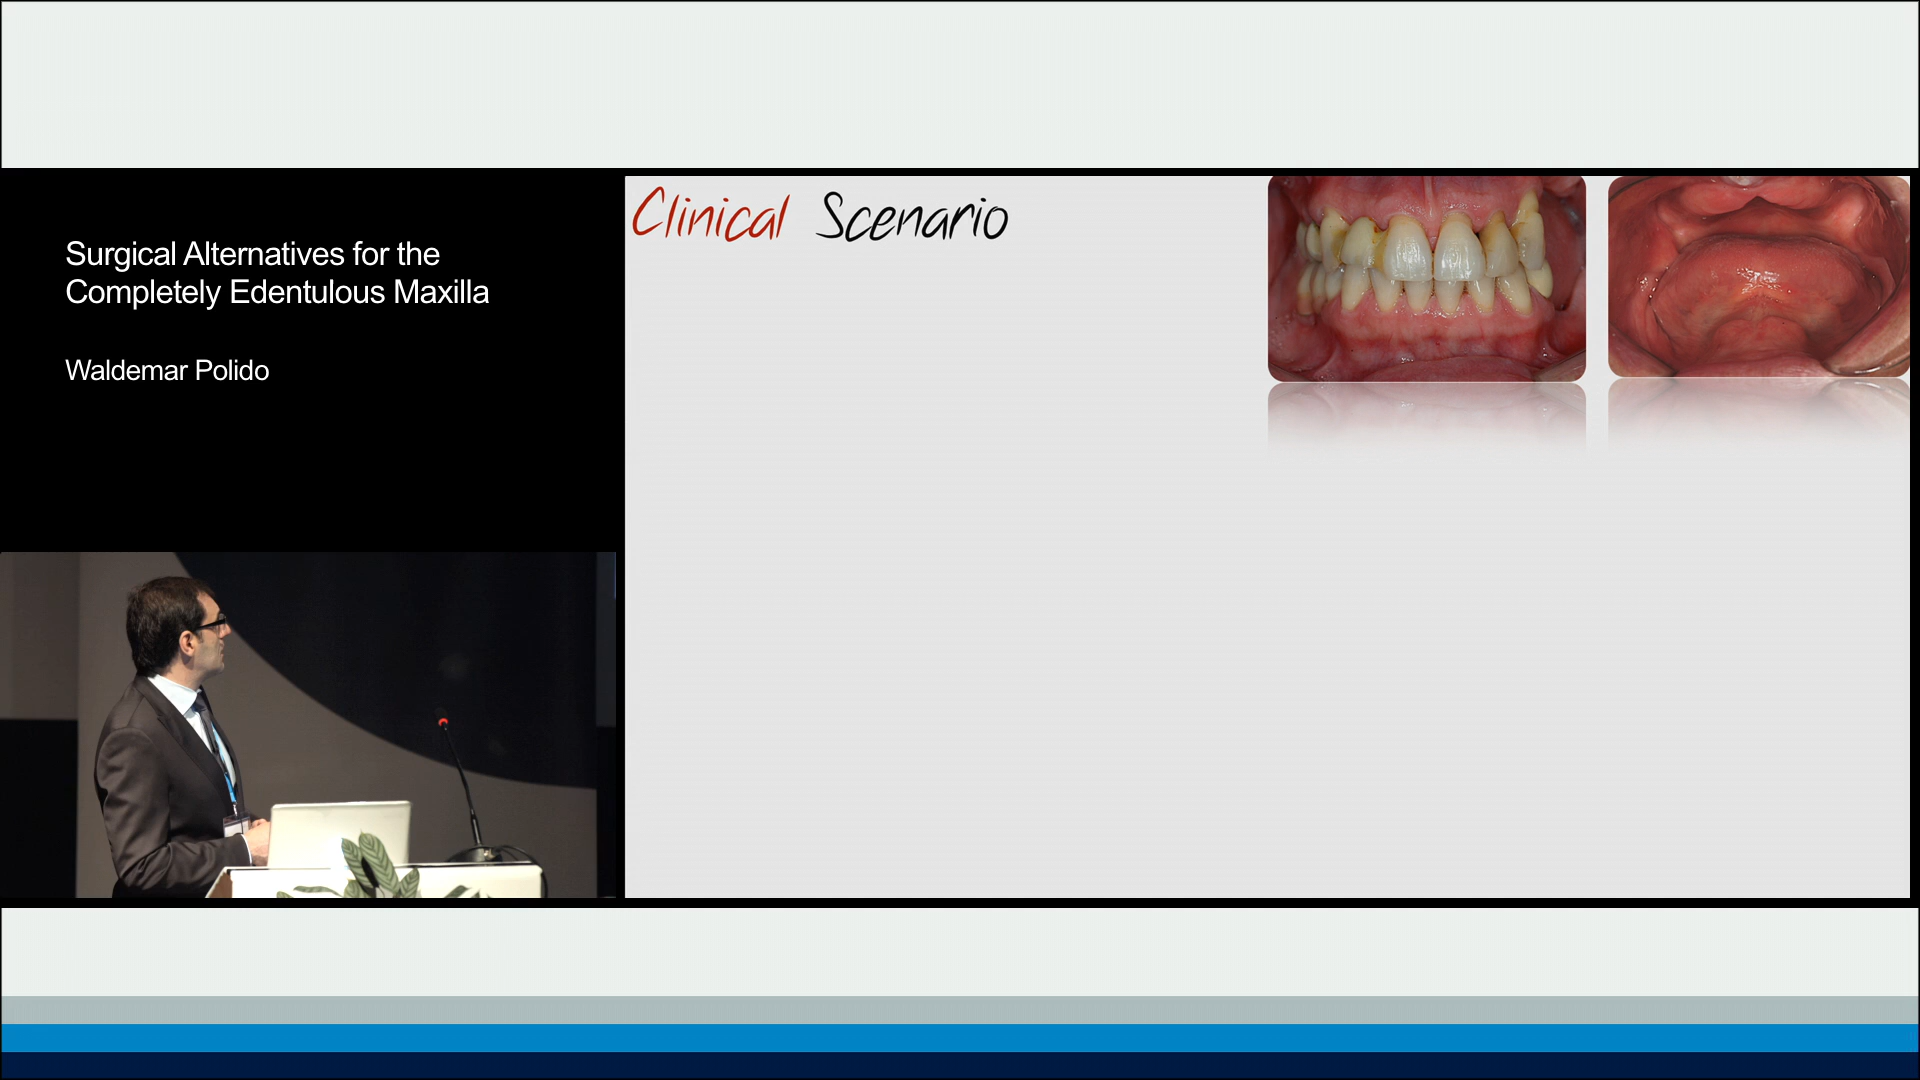 Surgical Alternatives for the
Completely Edentulous Maxilla
Waldemar Polido
Clinical Scenario